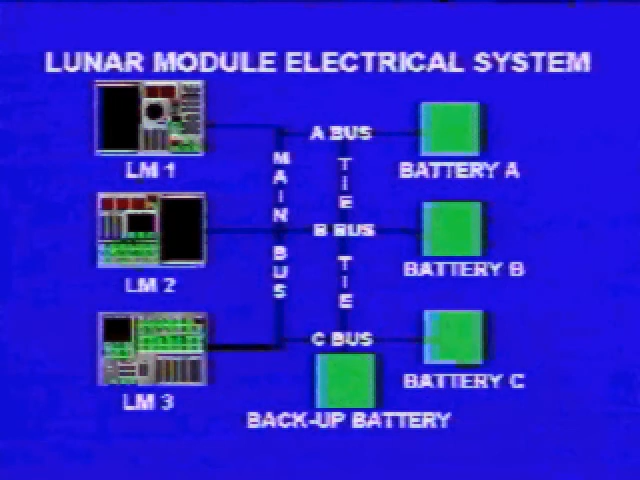 LUNAR MODULE ELECTRICAL SYSTEM
LM 1
A BUS
BATTERY A
MAIN BUS
TIE
LM 2
B BUS
BATTERY B
TIE
LM 3
C BUS
BATTERY C
BACK-UP BATTERY